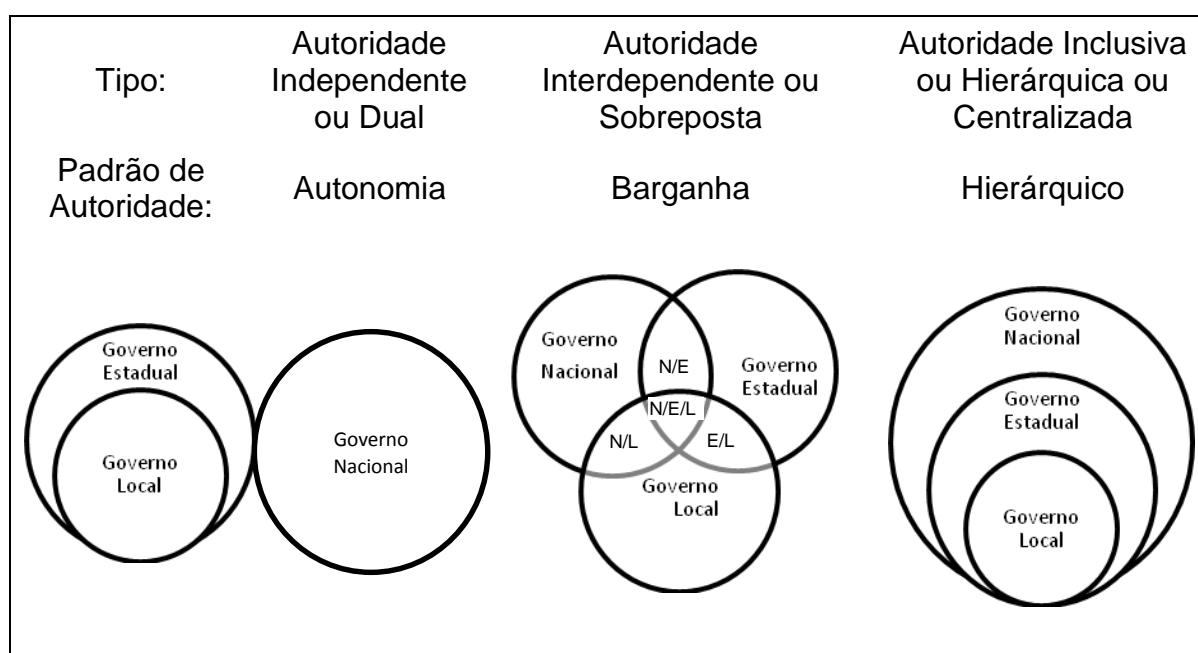 Tipo:
Autoridade
Independente
ou Dual
Autoridade
Interdependente ou
Sobreposta
Autoridade Inclusiva
ou Hierárquica ou
Centralizada
Padrão de
Autoridade:
Autonomia
Barganha
Hierárquico
Governo
Estadual
Governo
Local
Governo
Nacional
Governo
Nacional
N/E
Governo
Estadual
N/E/L
N/L
E/L
Governo
Local
Governo
Nacional
Governo
Estadual
Governo
Local